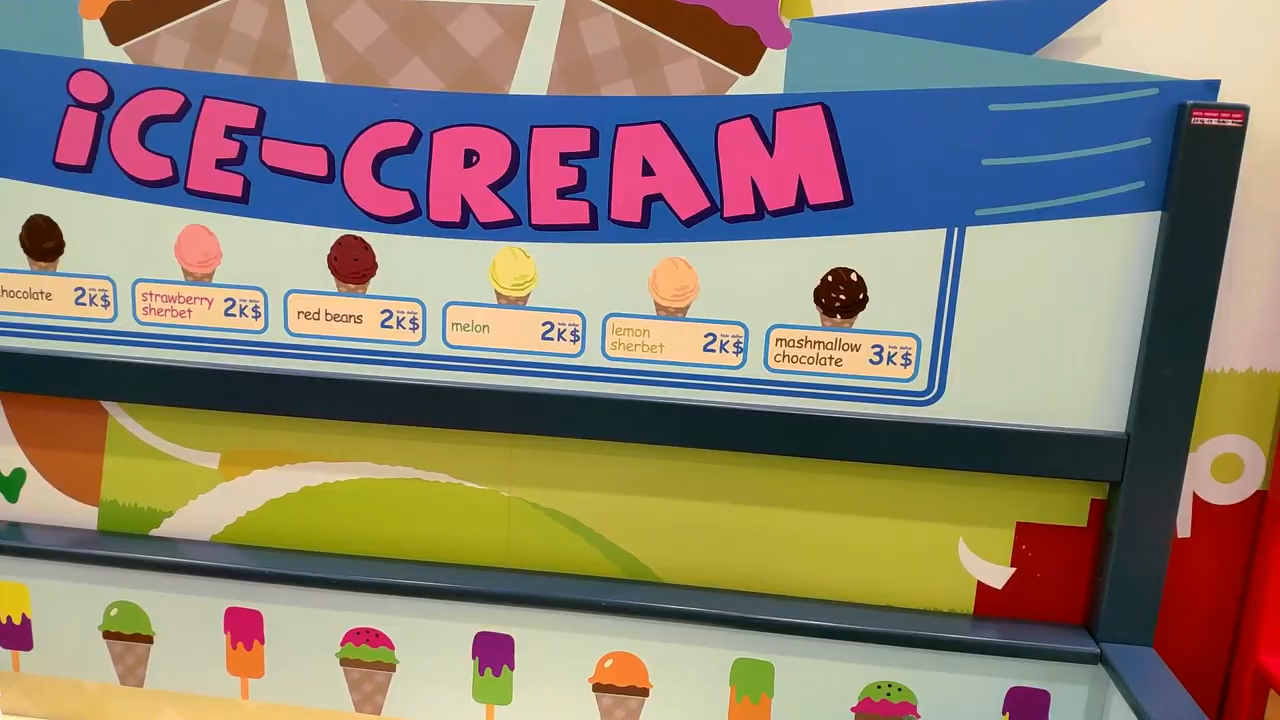 iCE-CREAM
hocolate 2K$
strawberry
sherbet 2K$
red beans 2K$
melon 2K$
lemon
sherbet 2K$
mashmallow
chocolate 3K$